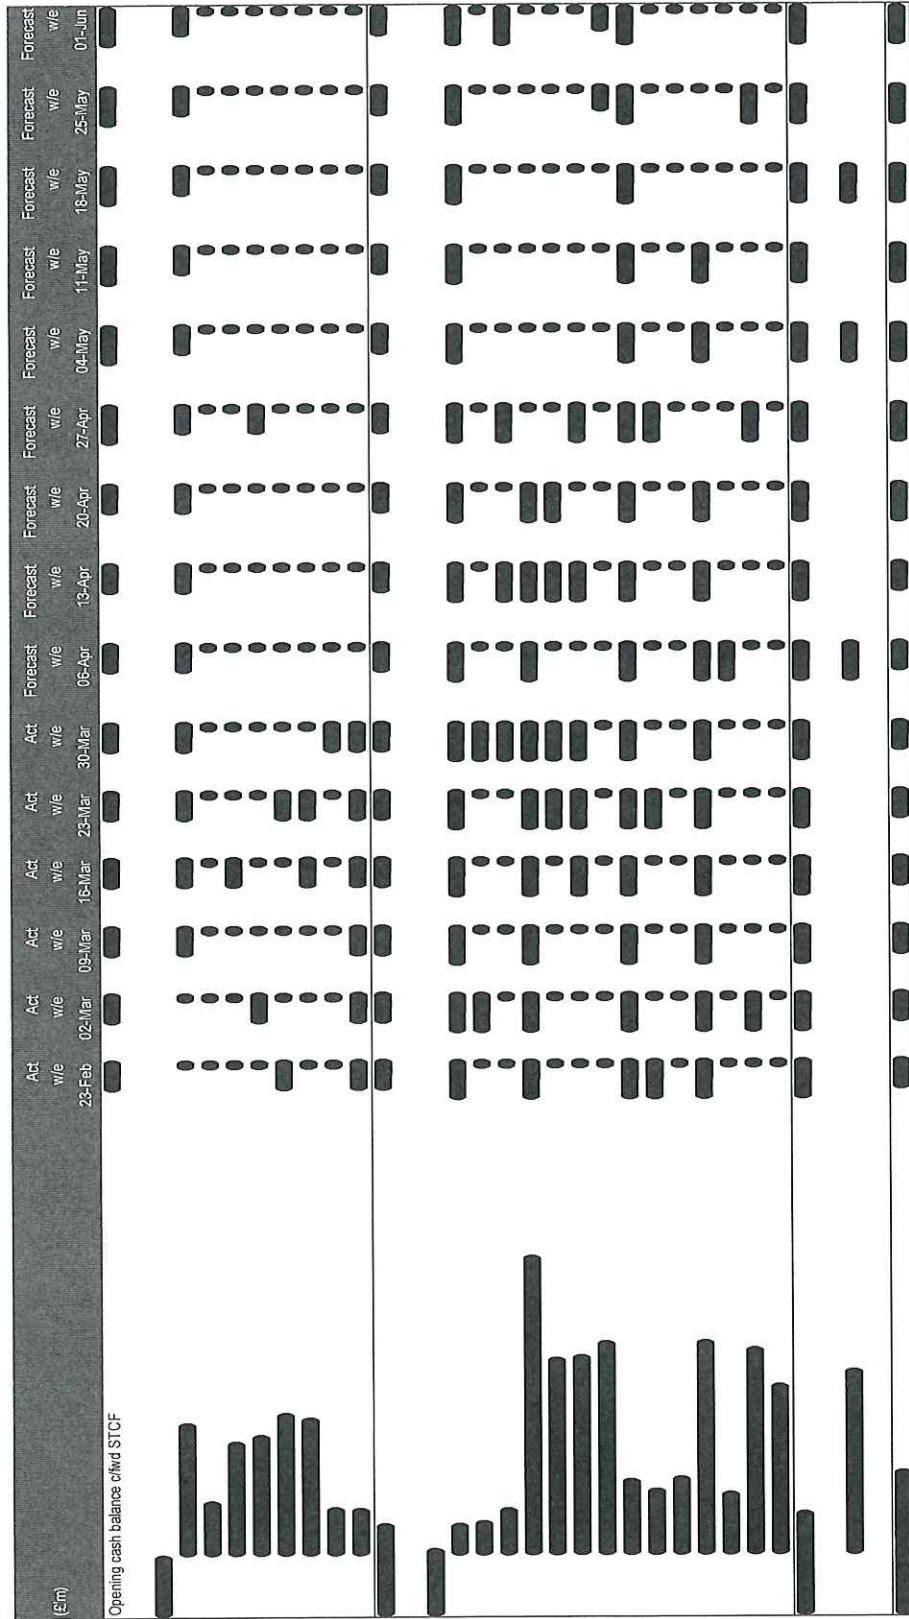 Act Act Act Act Act Act Forecast Forecast Forecast Forecast Forecast Forecast Forecast Forecast Forecast
w/e w/e w/e w/e w/e w/e w/e w/e w/e w/e w/e w/e w/e w/e w/e
(£'m) 23-Feb 02-Mar 09-Mar 16-Mar 23-Mar 30-Mar 06-Apr 13-Apr 20-Apr 27-Apr 04-May 11-May 18-May 25-May 01-Jun
Opening cash balance c/fwd STCF